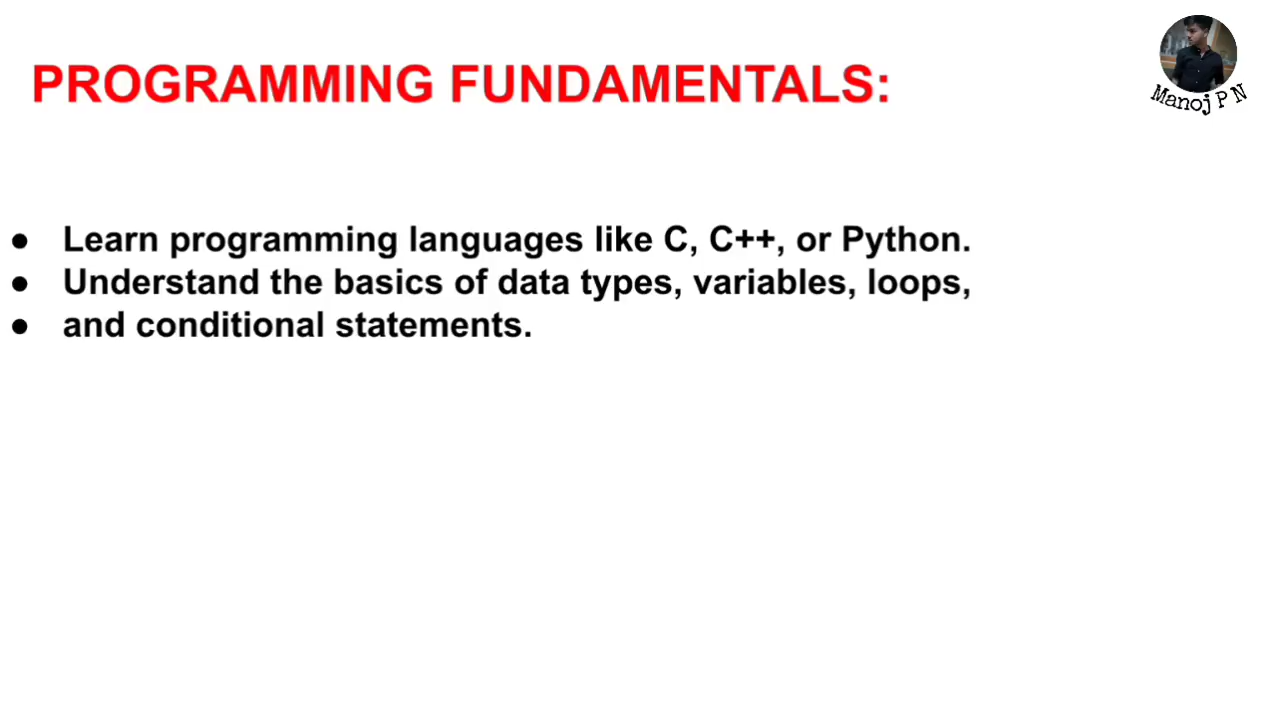 PROGRAMMING FUNDAMENTALS:
Manoj P N
● Learn programming languages like C, C++, or Python.
● Understand the basics of data types, variables, loops,
● and conditional statements.